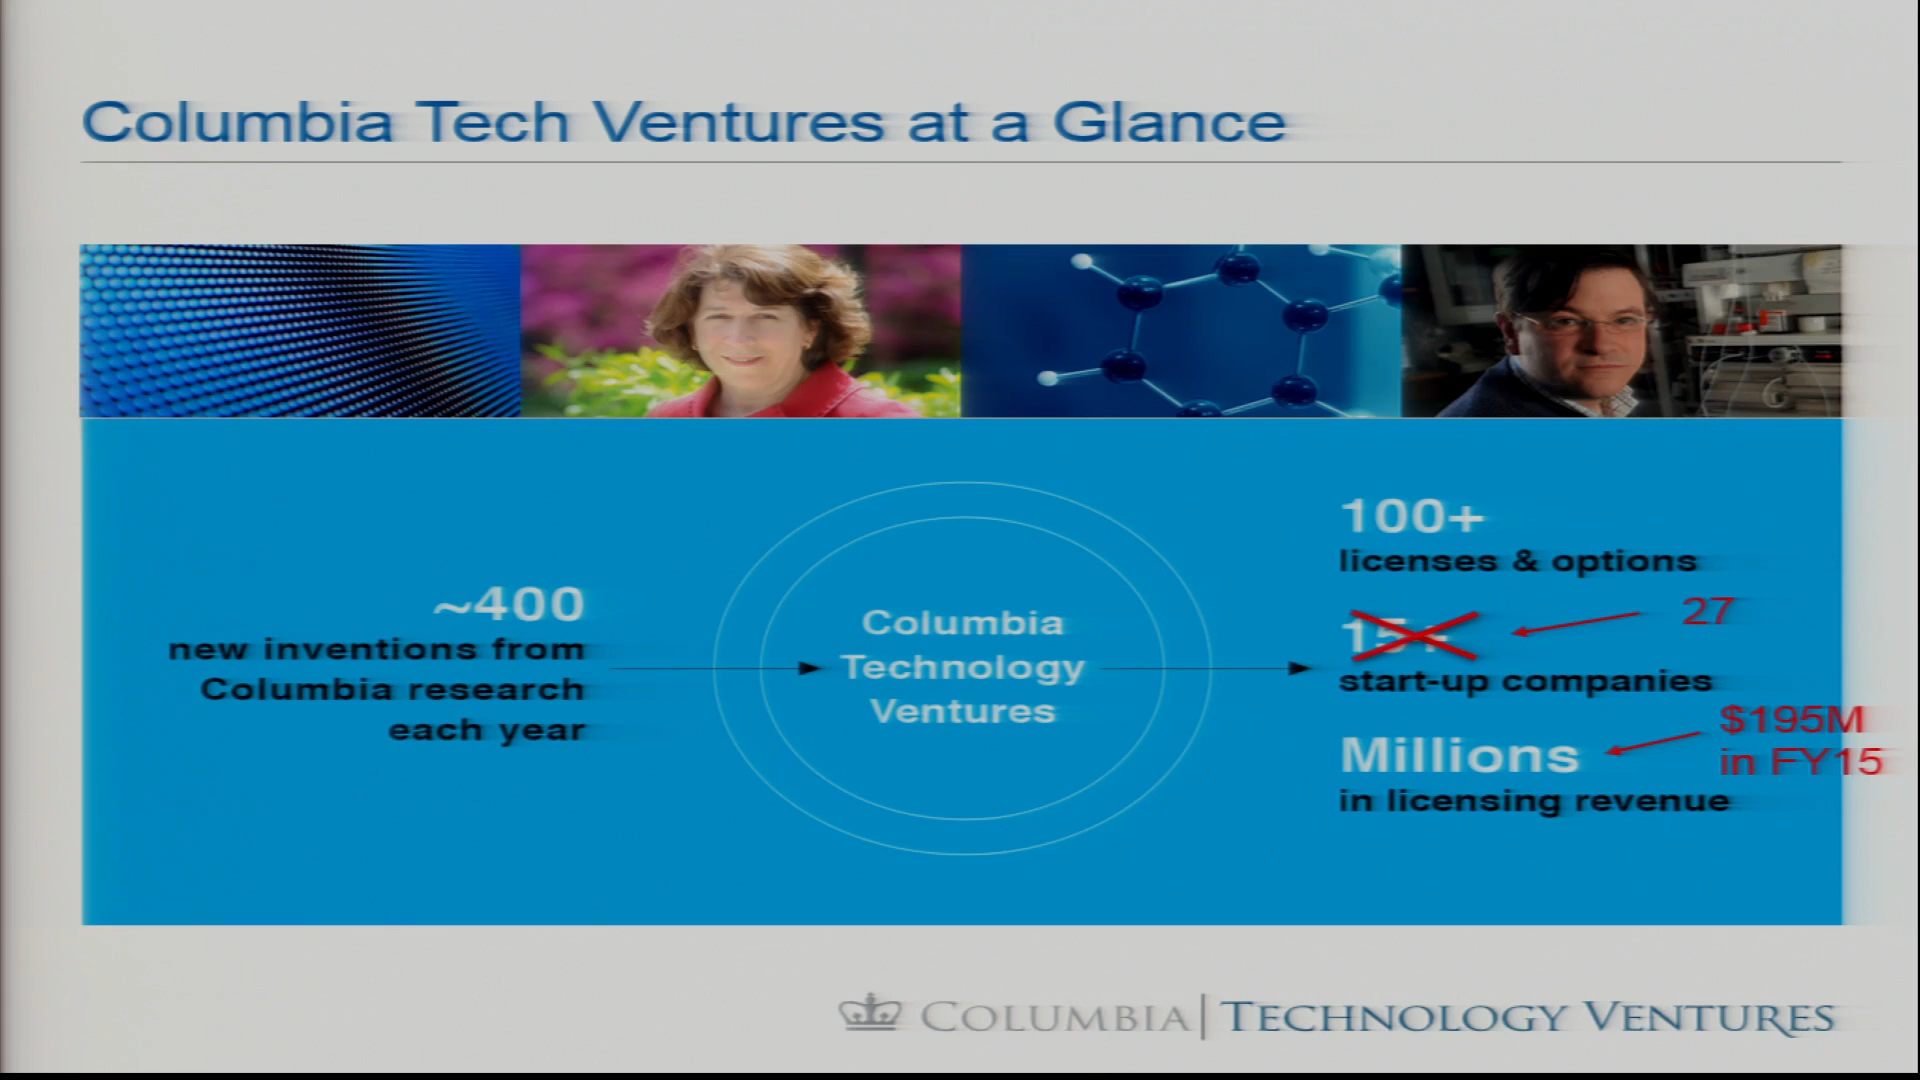 Columbia Tech Ventures at a Glance
~400
new inventions from
Columbia research
each year
Columbia
Technology
Ventures
100+
licenses & options
15+
27
start-up companies
Millions
$195M
in FY15
in licensing revenue
COLUMBIA | TECHNOLOGY VENTURES